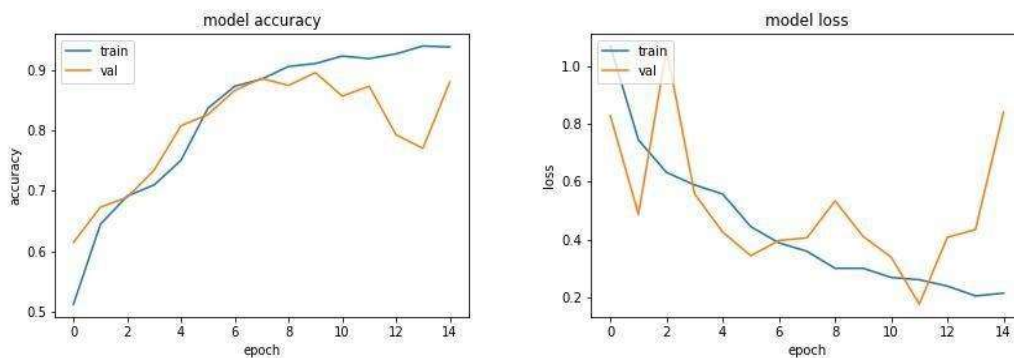 model accuracy
train
val
0.9
0.8
0.7
0.6
0.5
accuracy
0 2 4 6 8 10 12 14
epoch
model loss
train
val
1.0
0.8
0.6
0.4
0.2
loss
0 2 4 6 8 10 12 14
epoch